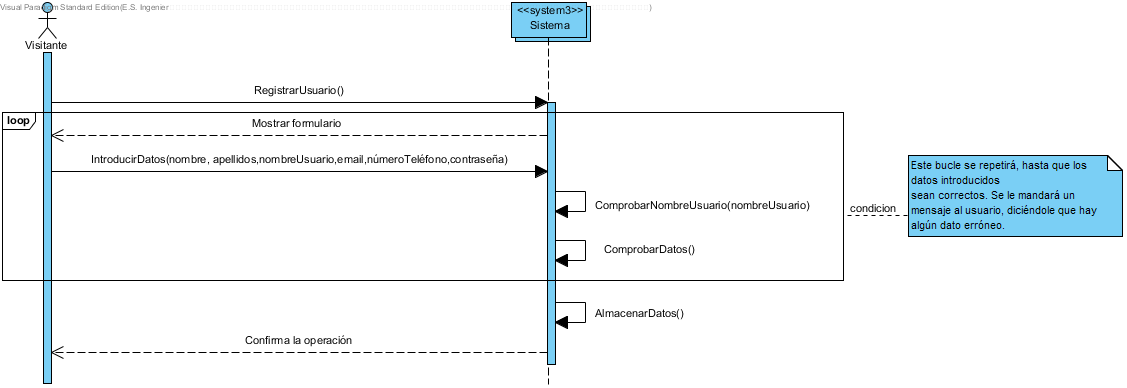 Visual Paradigm Standard Edition(E.S. Ingenier
)
<<system3>>
Sistema
Visitante
RegistrarUsuario()
loop
Mostrar formulario
IntroducirDatos(nombre, apellidos,nombreUsuario,email,númeroTeléfono,contraseña)
Este bucle se repetirá, hasta que los
datos introducidos
sean correctos. Se le mandará un
mensaje al usuario, diciéndole que hay
algún dato erróneo.
ComprobarNombreUsuario(nombreUsuario)
condicion
ComprobarDatos()
AlmacenarDatos()
Confirma la operación